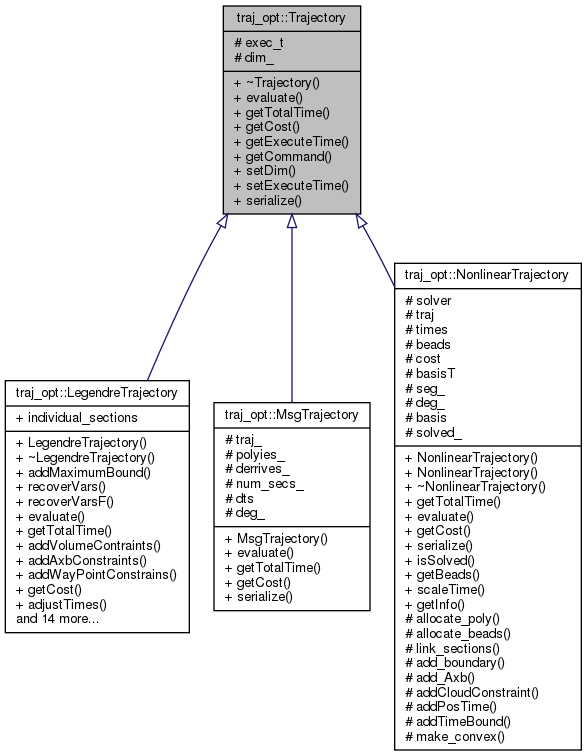 traj_opt::Trajectory
# exec_t
# dim_
+ ~Trajectory()
+ evaluate()
+ getTotalTime()
+ getCost()
+ getExecuteTime()
+ getCommand()
+ setDim()
+ setExecuteTime()
+ serialize()
traj_opt::LegendreTrajectory
+ individual_sections
+ LegendreTrajectory()
+ ~LegendreTrajectory()
+ addMaximumBound()
+ recoverVars()
+ recoverVarsF()
+ evaluate()
+ getTotalTime()
+ addVolumeContraints()
+ addAxbConstraints()
+ addWayPointConstrains()
+ getCost()
+ adjustTimes()
and 14 more...
traj_opt::MsgTrajectory
# traj_
# polyies_
# derrives_
# num_secs_
# dts
# deg_
+ MsgTrajectory()
+ evaluate()
+ getTotalTime()
+ getCost()
+ serialize()
traj_opt::NonlinearTrajectory
# solver
# traj
# times
# beads
# cost
# basisT
# seg_
# deg_
# basis
# solved_
+ NonlinearTrajectory()
+ NonlinearTrajectory()
+ ~NonlinearTrajectory()
+ getTotalTime()
+ evaluate()
+ getCost()
+ serialize()
+ isSolved()
+ getBeads()
+ scaleTime()
+ getInfo()
# allocate_poly()
# allocate_beads()
# link_sections()
# add_boundary()
# add_Axb()
# addCloudConstraint()
# addPosTime()
# addTimeBound()
# make_convex()